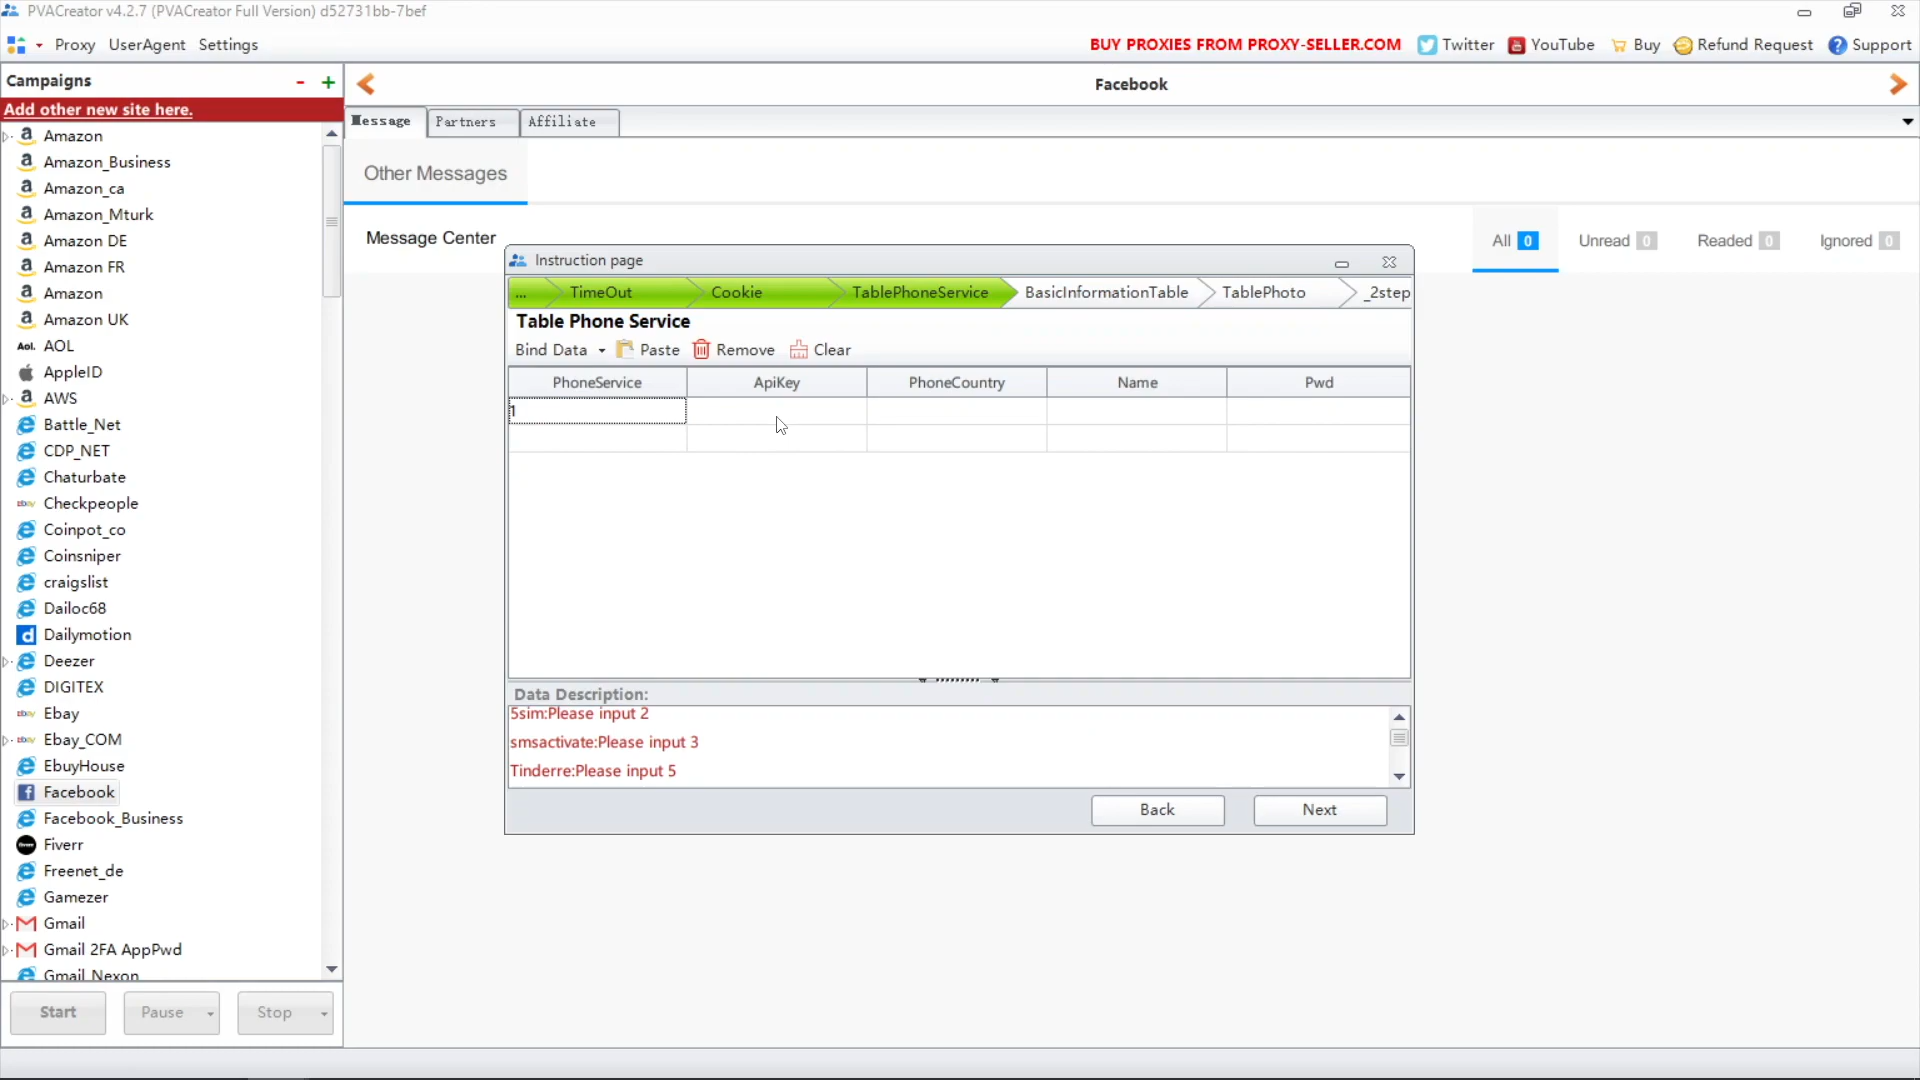 PVACreator v4.2.7 (PVACreator Full Version) d52731bb-7bef
Proxy UserAgent Settings
BUY PROXIES FROM PROXY-SELLER.COM Twitter YouTube Buy Refund Request Support
Campaigns - +
Facebook
Add other new site here.
Message Partners Affiliate
Amazon
Amazon_Business
Amazon_ca
Amazon_Mturk
Amazon DE
Amazon FR
Amazon
Amazon UK
Aol. AOL
AppleID
AWS
Battle_Net
CDP_NET
Chaturbate
Checkpeople
Coinpot_co
Coinsniper
craigslist
Dailoc68
Dailymotion
Deezer
DIGITEX
Ebay
Ebay_COM
EbuyHouse
Facebook
Facebook_Business
Fiverr
Freenet_de
Gamezer
Gmail
Gmail 2FA AppPwd
Gmail Nexon
Start Pause Stop
Other Messages
Message Center
All 0 Unread 0 Readed 0 Ignored 0
Instruction page
... TimeOut Cookie TablePhoneService BasicInformationTable TablePhoto _2step
Table Phone Service
Bind Data Paste Remove Clear
PhoneService ApiKey PhoneCountry Name Pwd
1
Data Description:
5sim:Please input 2
smsactivate:Please input 3
Tinderre:Please input 5
Back Next